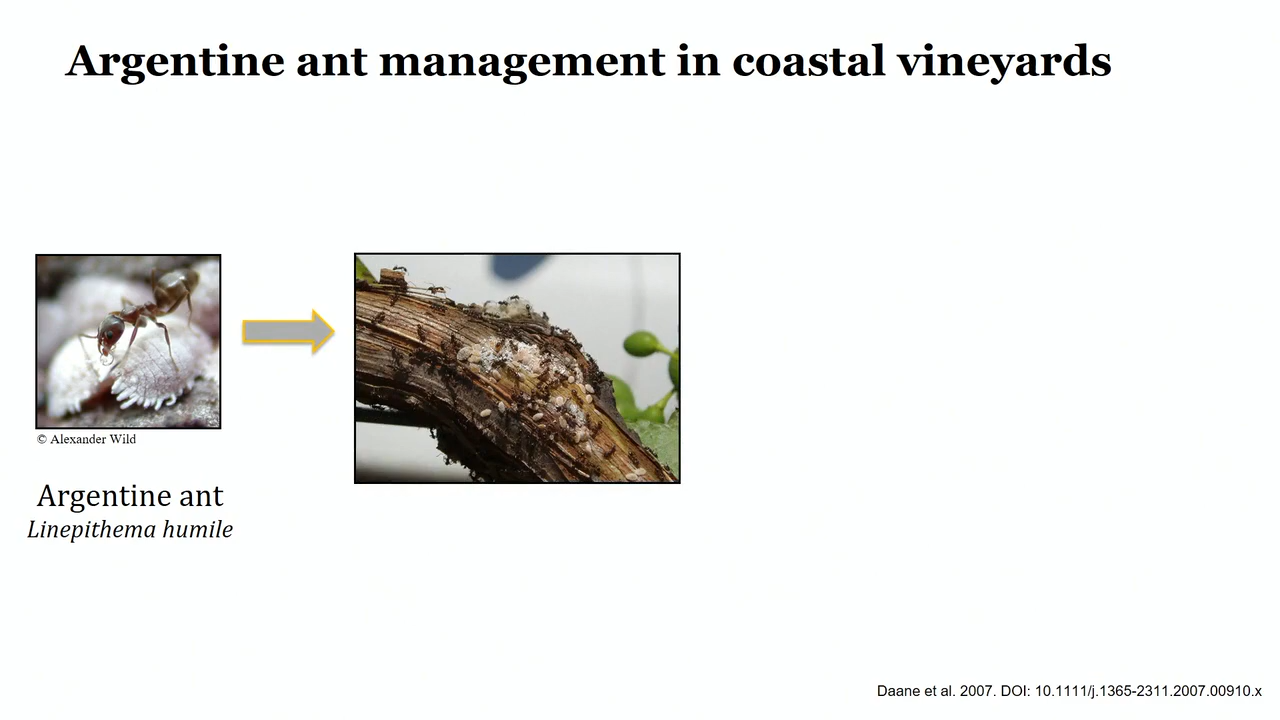 Argentine ant management in coastal vineyards
© Alexander Wild
Argentine ant
Linepithema humile
Daane et al. 2007. DOI: 10.1111/j.1365-2311.2007.00910.x